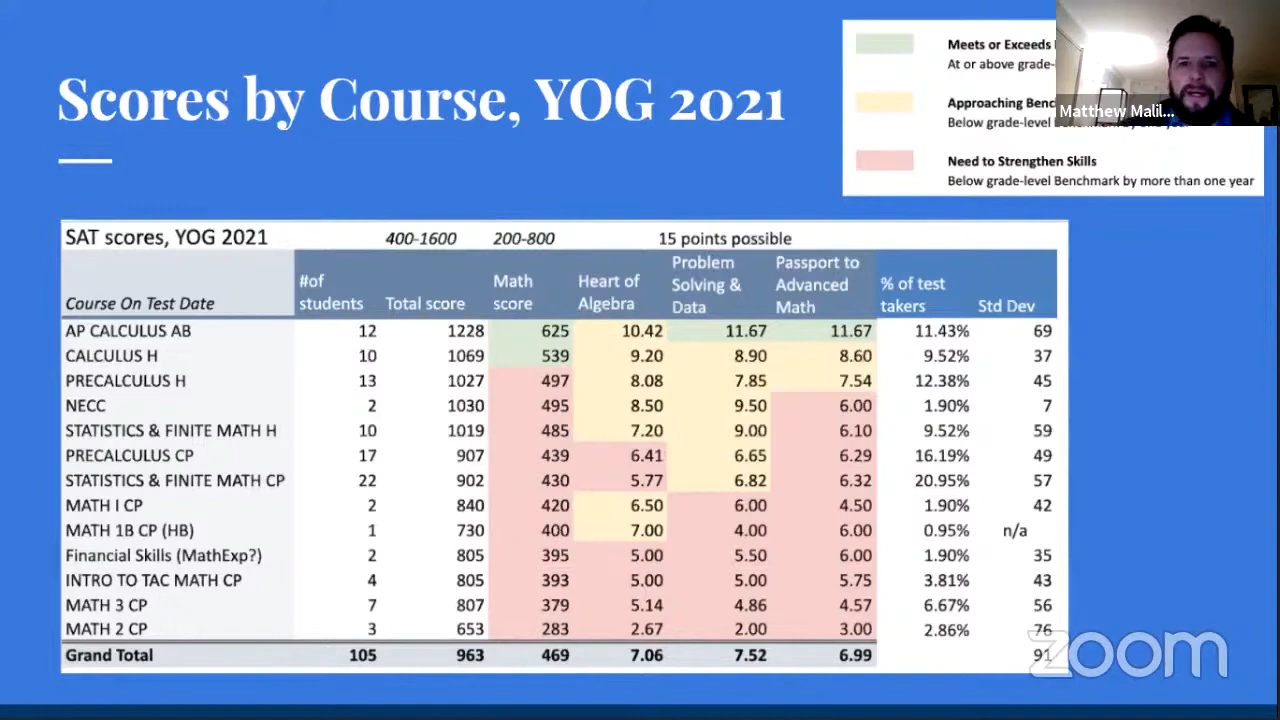 Scores by Course, YOG 2021
Meets or Exceeds
At or above grade-
Approaching Benc
Below grade-level
Need to Strengthen Skills
Below grade-level Benchmark by more than one year
Matthew Malil...
SAT scores, YOG 2021 400-1600 200-800 15 points possible
Course On Test Date #of students Total score Math score Heart of Algebra Problem Solving & Data Passport to Advanced Math % of test takers Std Dev
AP CALCULUS AB 12 1228 625 10.42 11.67 11.67 11.43% 69
CALCULUS H 10 1069 539 9.20 8.90 8.60 9.52% 37
PRECALCULUS H 13 1027 497 8.08 7.85 7.54 12.38% 45
NECC 2 1030 495 8.50 9.50 6.00 1.90% 7
STATISTICS & FINITE MATH H 10 1019 485 7.20 9.00 6.10 9.52% 59
PRECALCULUS CP 17 907 439 6.41 6.65 6.29 16.19% 49
STATISTICS & FINITE MATH CP 22 902 430 5.77 6.82 6.32 20.95% 57
MATH I CP 2 840 420 6.50 6.00 4.50 1.90% 42
MATH 1B CP (HB) 1 730 400 7.00 4.00 6.00 0.95% n/a
Financial Skills (MathExp?) 2 805 395 5.00 5.50 6.00 1.90% 35
INTRO TO TAC MATH CP 4 805 393 5.00 5.00 5.75 3.81% 43
MATH 3 CP 7 807 379 5.14 4.86 4.57 6.67% 56
MATH 2 CP 3 653 283 2.67 2.00 3.00 2.86% 76
Grand Total 105 963 469 7.06 7.52 6.99 91
zoom